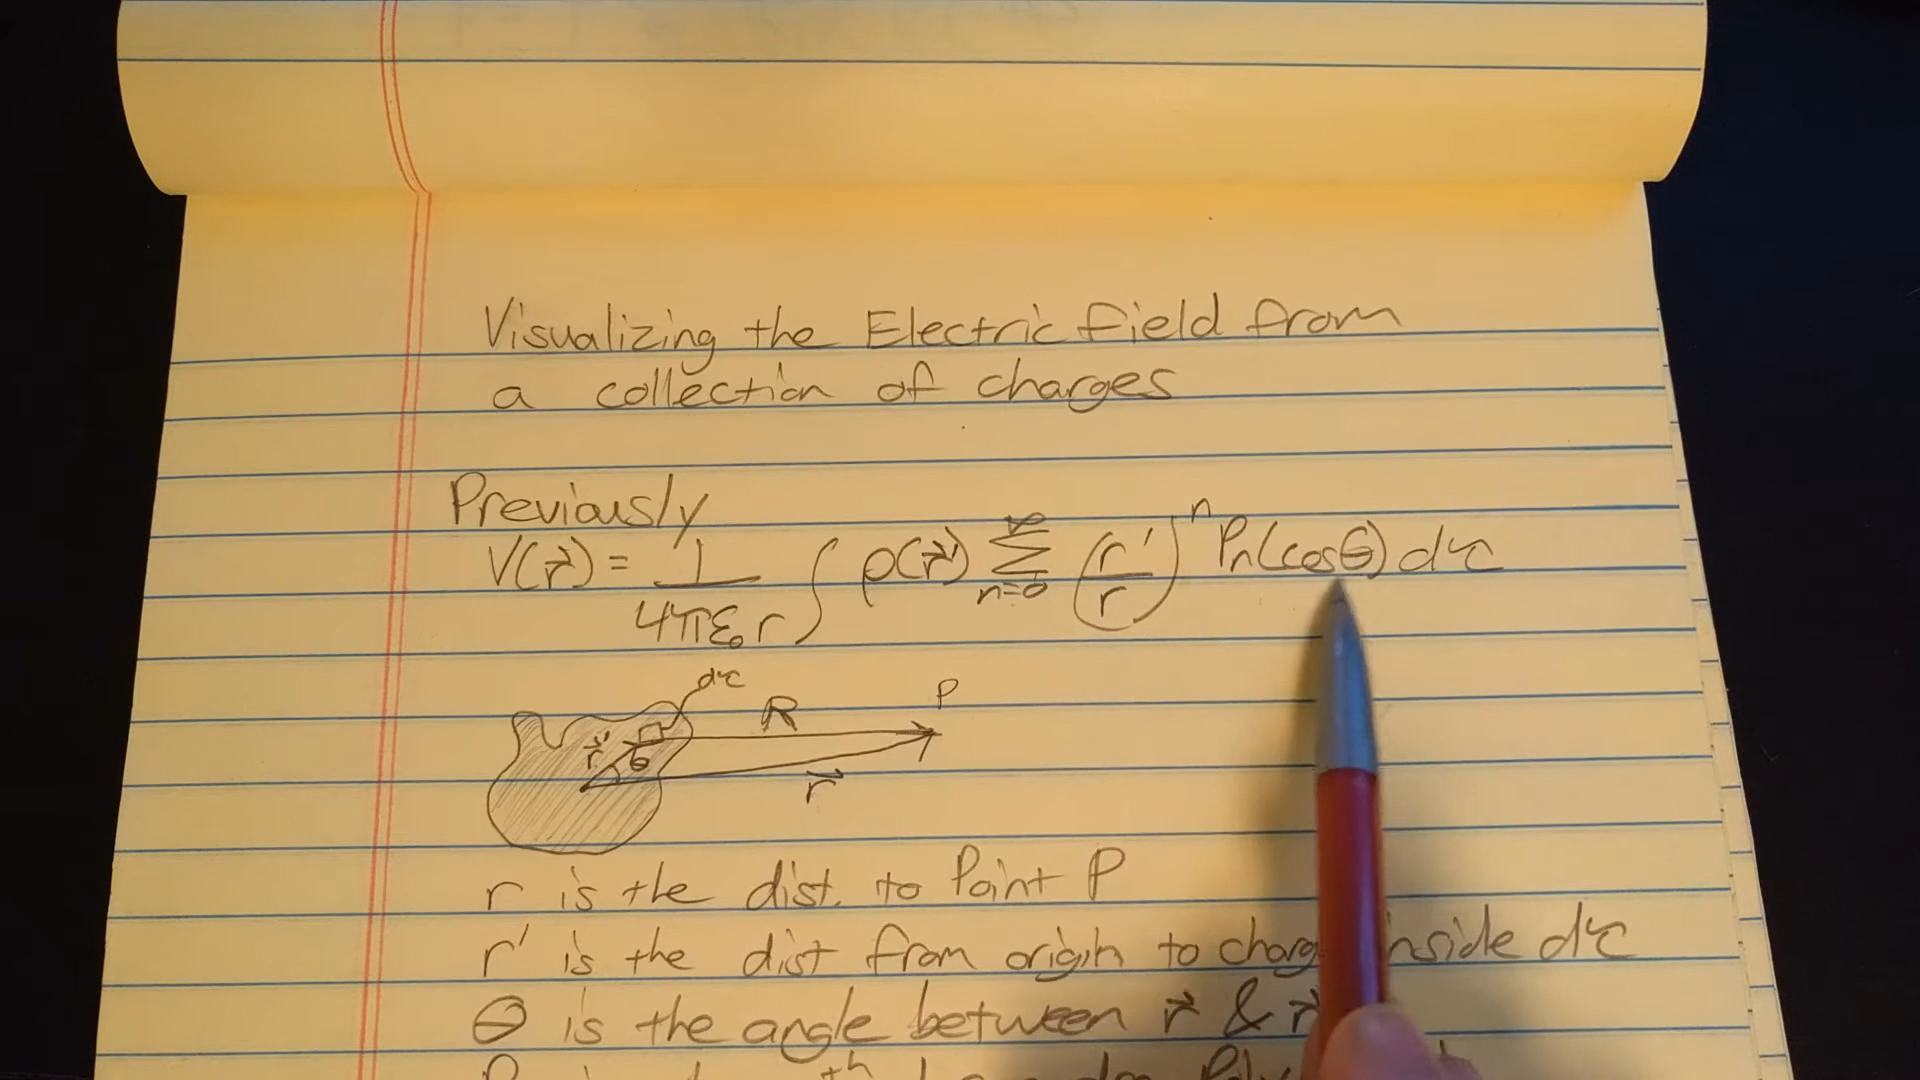 Visualizing the Electric Field from
a collection of charges
Previously
V(r⃗) = 1/(4πε₀r) ∫ ρ(r⃗') ∑_{n=0}^{∞} (r'/r)^n Pn(cosθ) dτ
dτ
R
P
r⃗'
θ
r⃗
r is the dist. to Point P
r' is the dist from origin to charg inside dτ
θ is the angle between r⃗ & r⃗